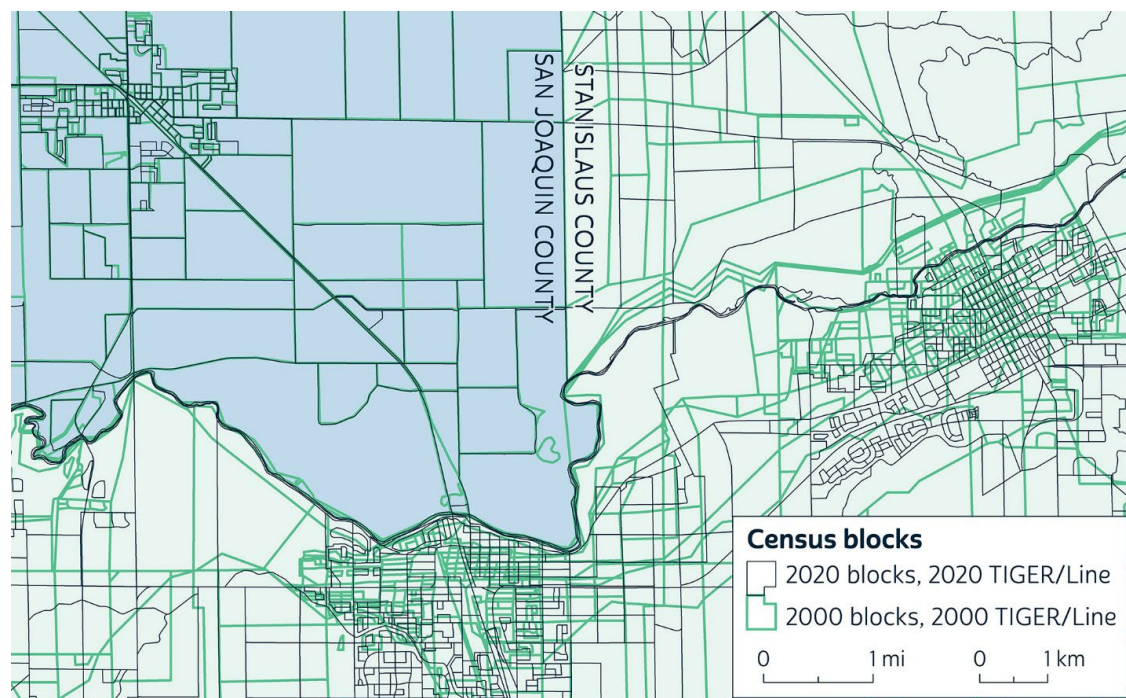 SAN JOAQUIN COUNTY
STANISLAUS COUNTY
Census blocks
2020 blocks, 2020 TIGER/Line
2000 blocks, 2000 TIGER/Line
0 1 mi 0 1 km